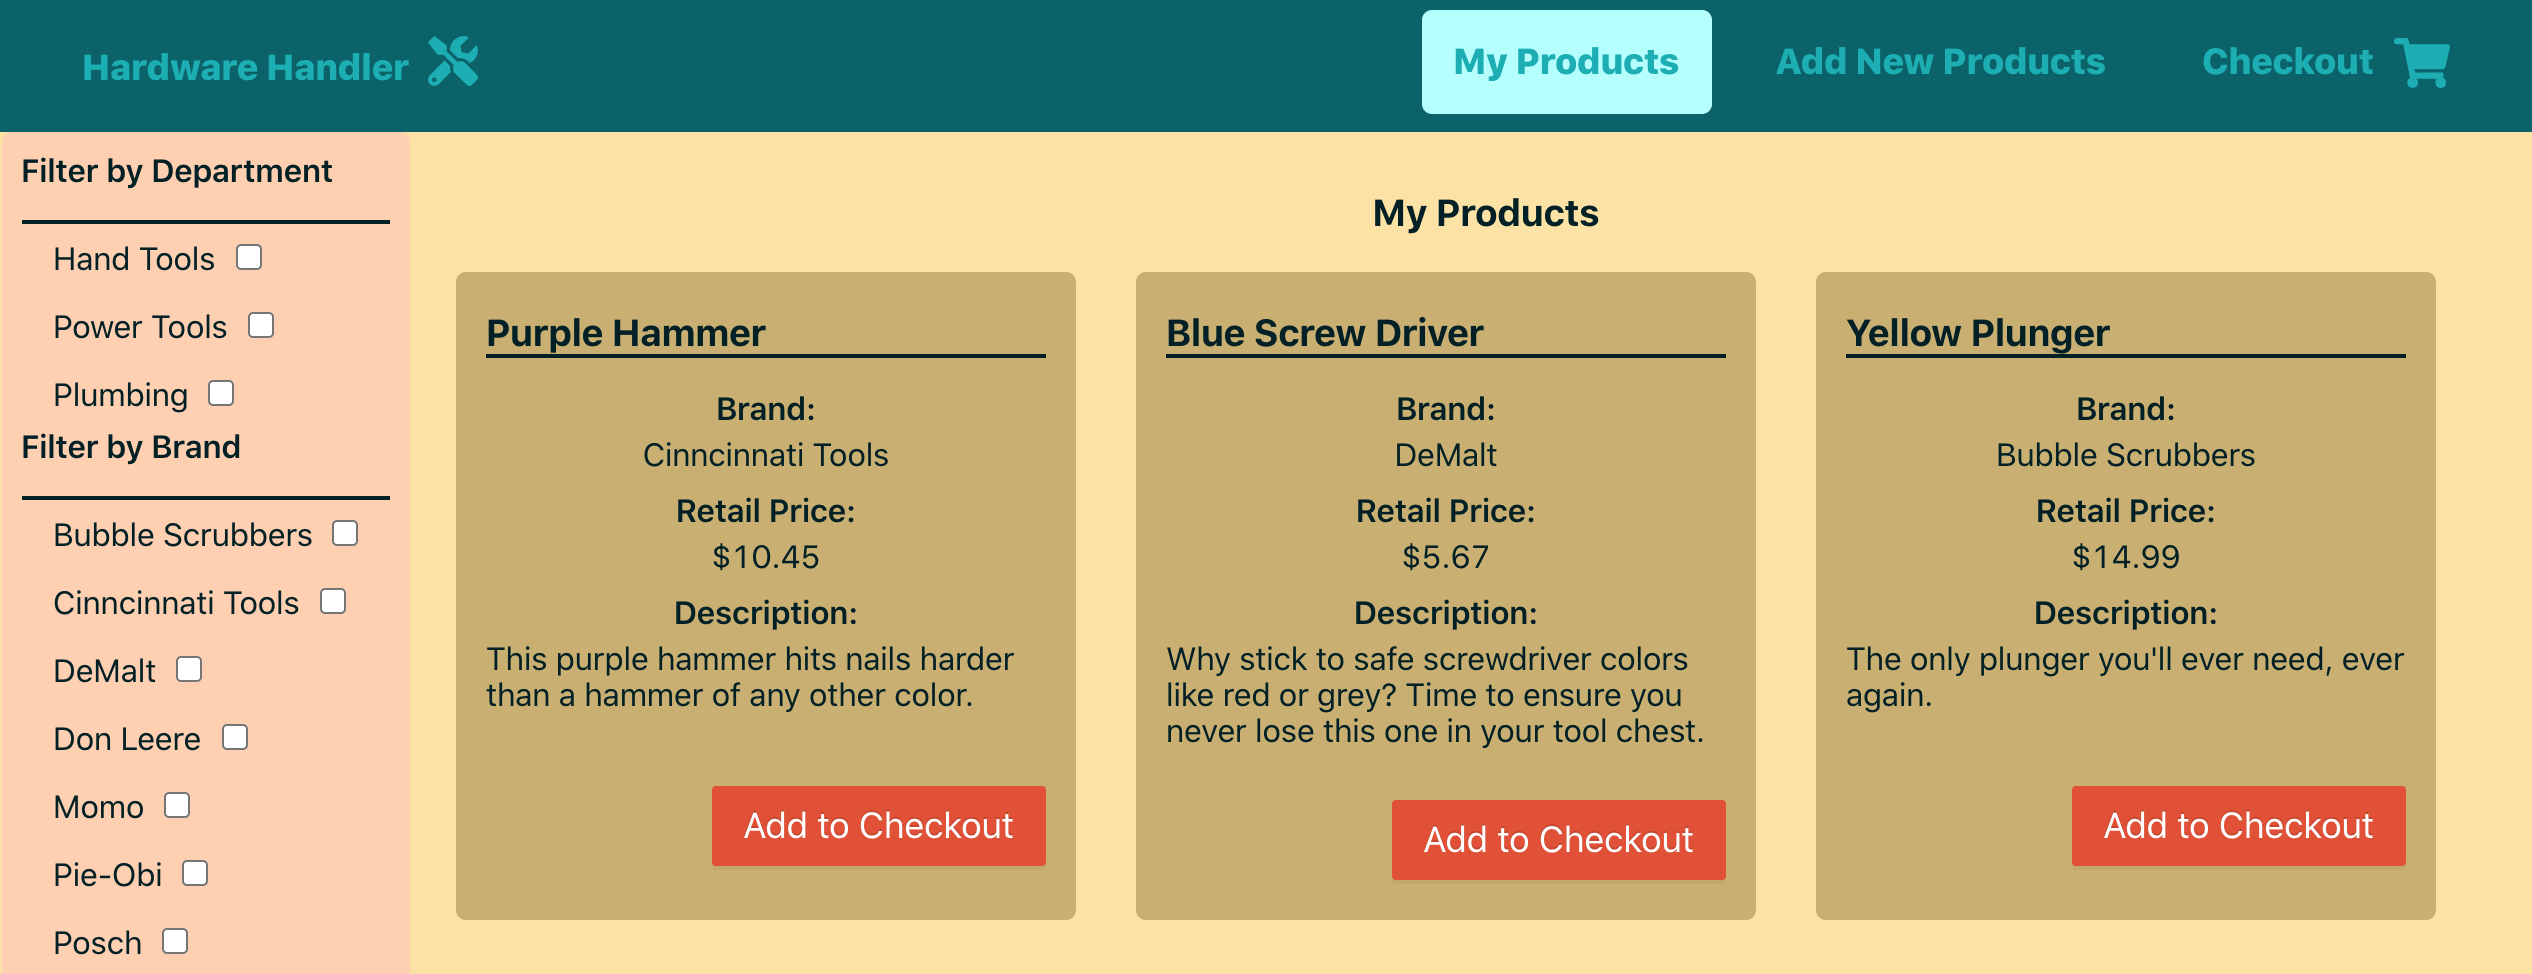 Hardware Handler
My Products
Add New Products
Checkout
Filter by Department
Hand Tools
Power Tools
Plumbing
Filter by Brand
Bubble Scrubbers
Cinncinnati Tools
DeMalt
Don Leere
Momo
Pie-Obi
Posch
My Products
Purple Hammer
Brand:
Cinncinnati Tools
Retail Price:
$10.45
Description:
This purple hammer hits nails harder
than a hammer of any other color.
Add to Checkout
Blue Screw Driver
Brand:
DeMalt
Retail Price:
$5.67
Description:
Why stick to safe screwdriver colors
like red or grey? Time to ensure you
never lose this one in your tool chest.
Add to Checkout
Yellow Plunger
Brand:
Bubble Scrubbers
Retail Price:
$14.99
Description:
The only plunger you'll ever need, ever
again.
Add to Checkout